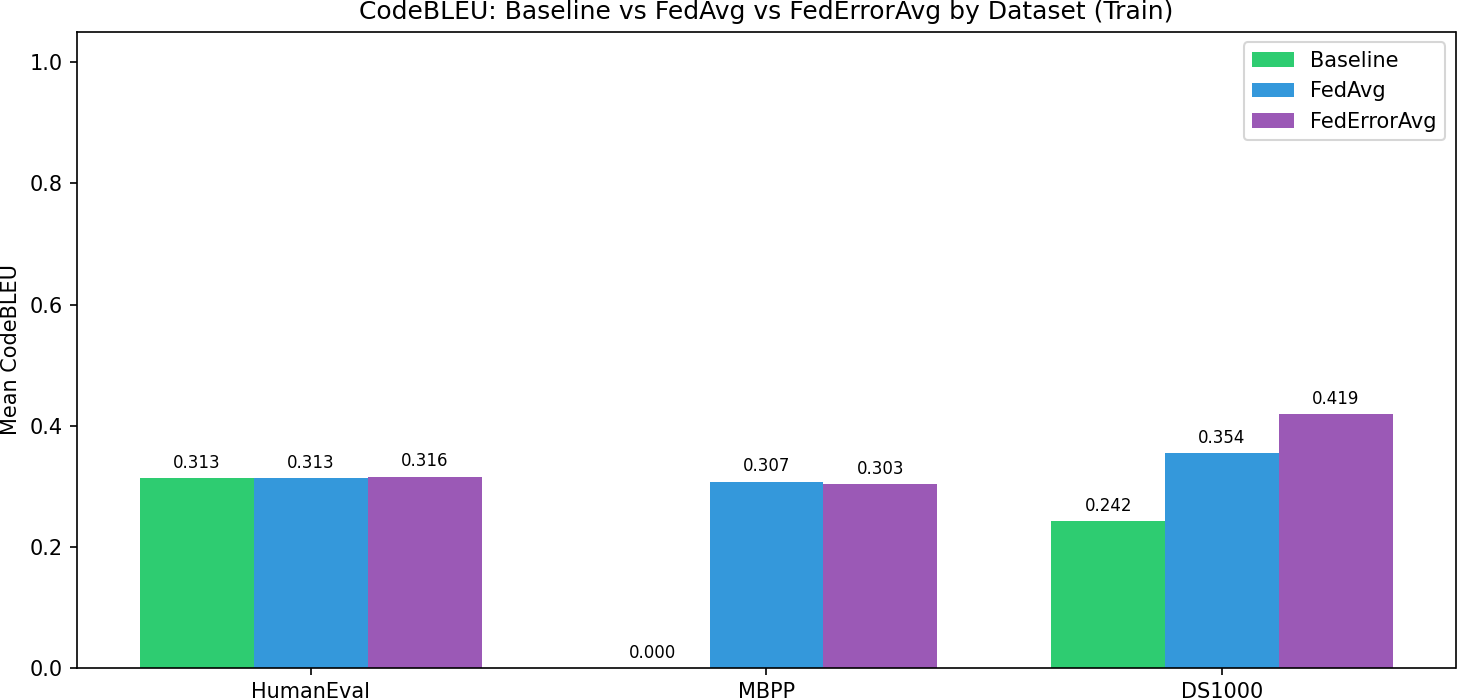 CodeBLEU: Baseline vs FedAvg vs FedErrorAvg by Dataset (Train)
Baseline
FedAvg
FedErrorAvg
Mean CodeBLEU
1.0
0.8
0.6
0.4
0.2
0.0
0.313
0.313
0.316
0.000
0.307
0.303
0.242
0.354
0.419
HumanEval
MBPP
DS1000